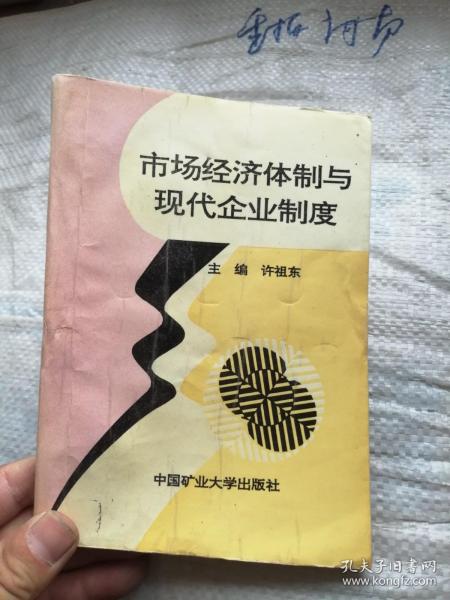 市场经济体制与
现代企业制度
主 编 许祖东
中国矿业大学出版社
孔夫子旧书网
www.kongfz.com